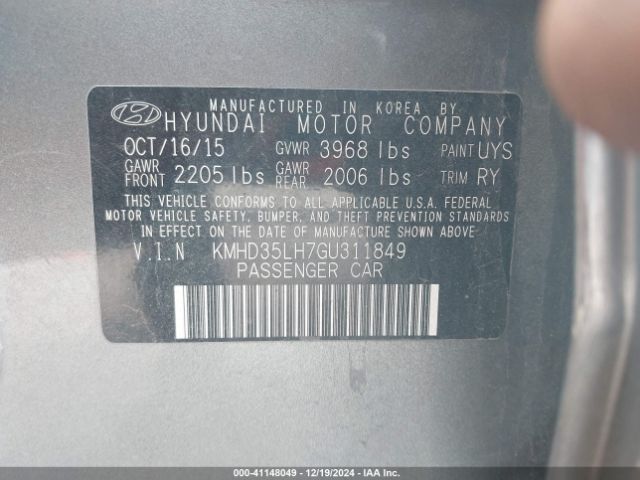 MANUFACTURED IN KOREA BY.
HYUNDAI MOTOR COMPANY
OCT/16/15 GVWR 3968 lbs PAINT UYS
GAWR FRONT 2205 lbs GAWR REAR 2006 lbs TRIM RY
THIS VEHICLE CONFORMS TO ALL APPLICABLE U.S.A. FEDERAL
MOTOR VEHICLE SAFETY, BUMPER, AND THEFT PREVENTION STANDARDS
IN EFFECT ON THE DATE OF MANUFACTURE SHOWN ABOVE
V.I.N KMHD35LH7GU311849
PASSENGER CAR
000-41148049 - 12/19/2024 - IAA Inc.